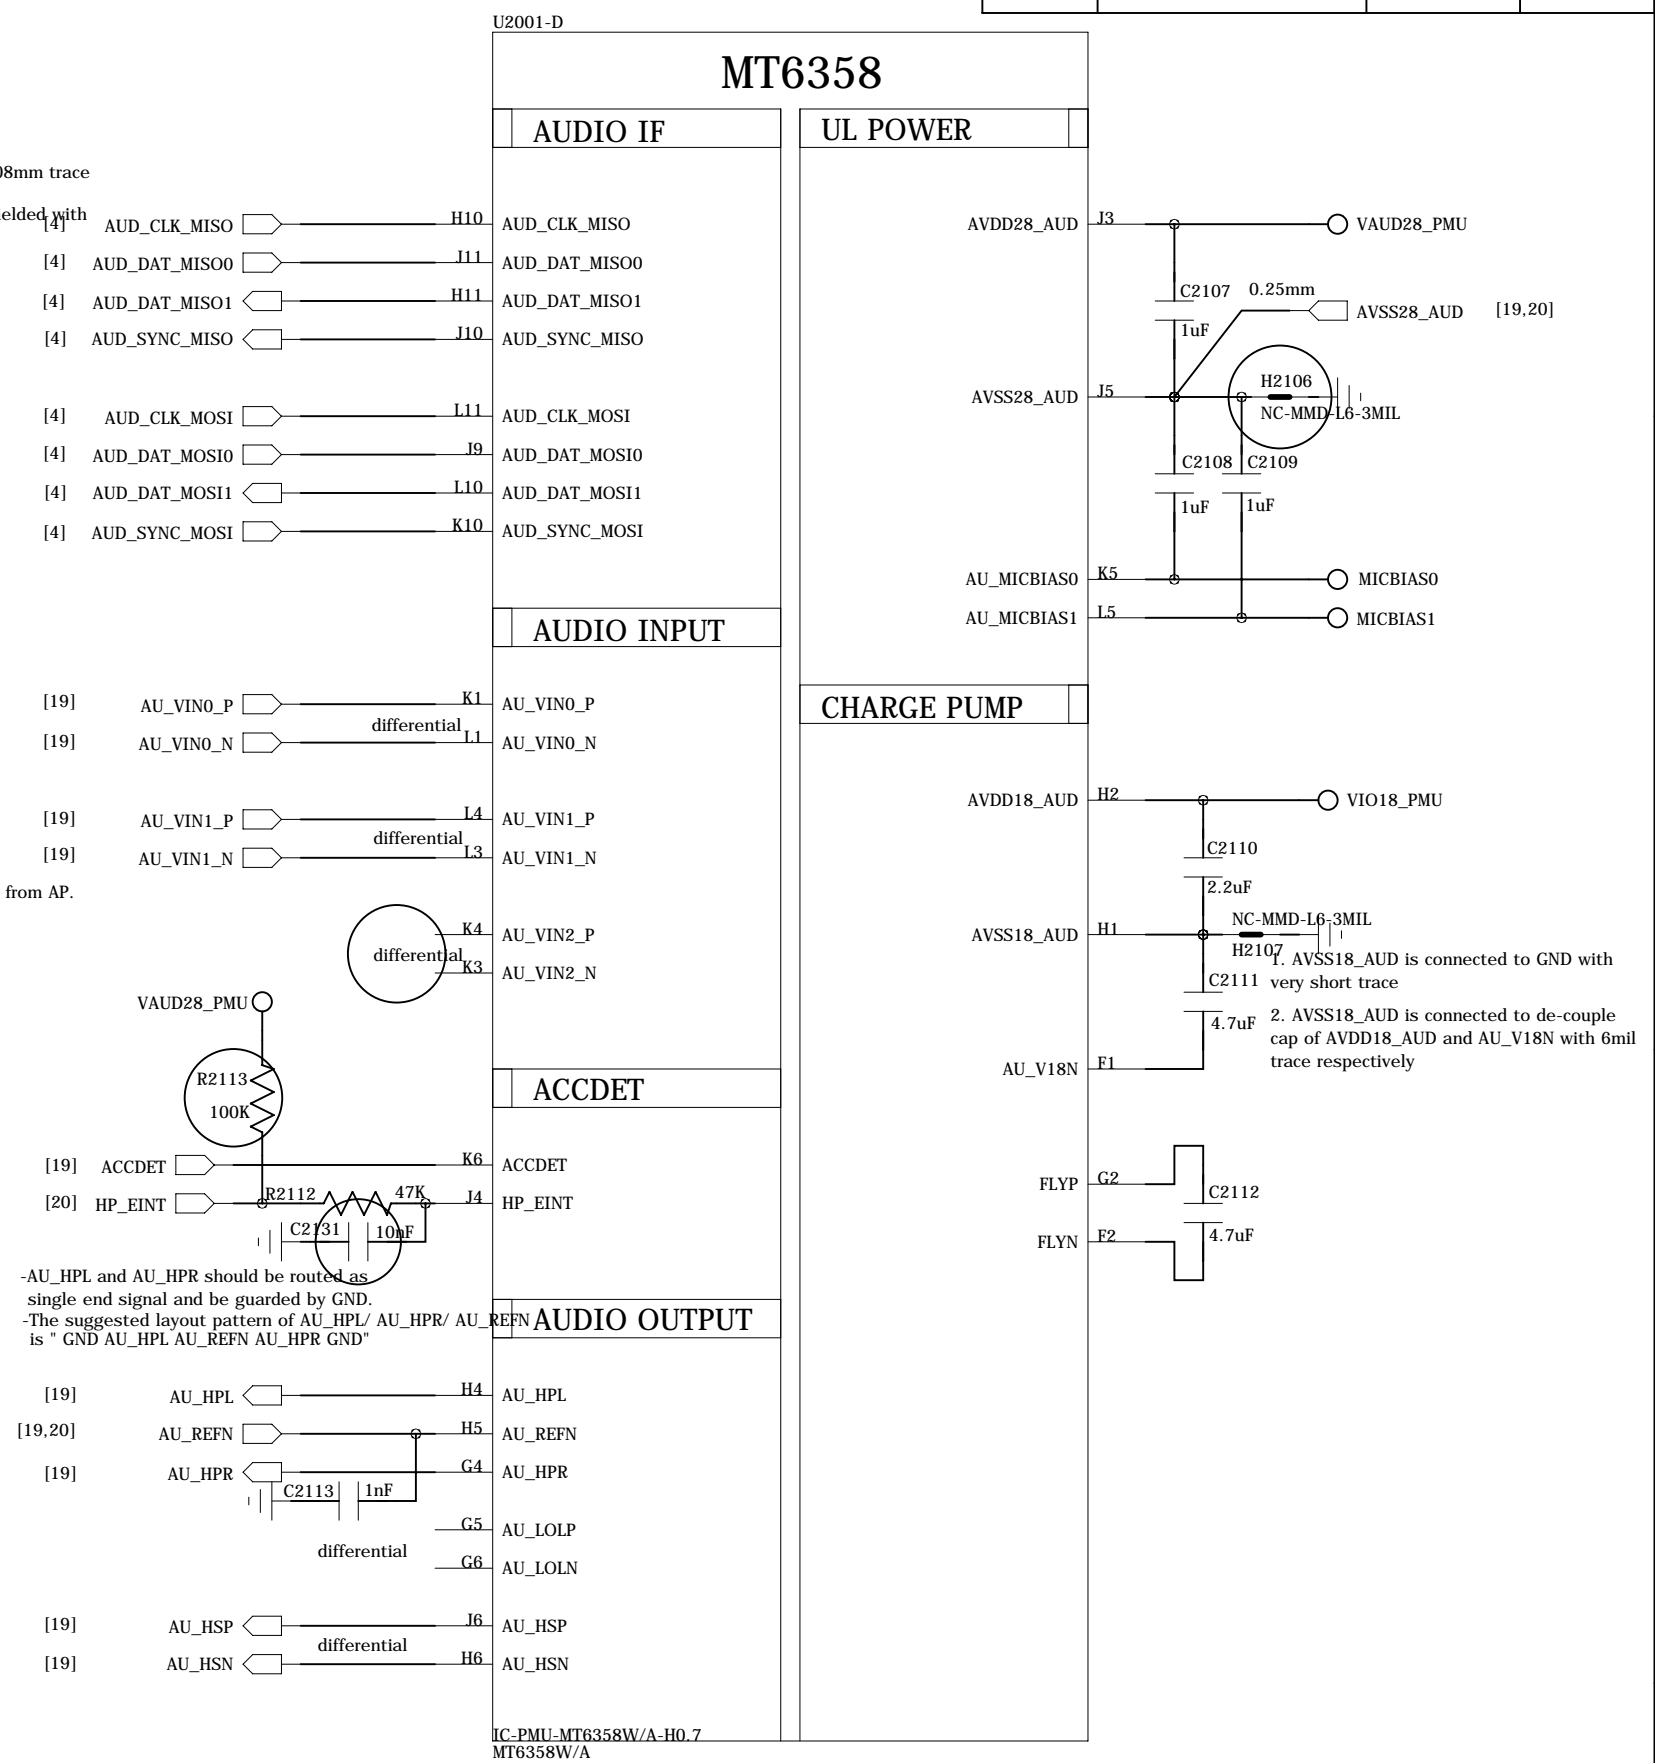 U2001-D
MT6358
AUDIO IF
UL POWER
08mm trace
ielded with
[4] AUD_CLK_MISO H10 AUD_CLK_MISO
[4] AUD_DAT_MISO0 J11 AUD_DAT_MISO0
[4] AUD_DAT_MISO1 H11 AUD_DAT_MISO1
[4] AUD_SYNC_MISO J10 AUD_SYNC_MISO
[4] AUD_CLK_MOSI L11 AUD_CLK_MOSI
[4] AUD_DAT_MOSI0 J9 AUD_DAT_MOSI0
[4] AUD_DAT_MOSI1 L10 AUD_DAT_MOSI1
[4] AUD_SYNC_MOSI K10 AUD_SYNC_MOSI
AVDD28_AUD J3 VAUD28_PMU
C2107 0.25mm
1uF
AVSS28_AUD [19,20]
AVSS28_AUD J5
H2106
NC-MMD-L6-3MIL
C2108 C2109
1uF 1uF
AU_MICBIAS0 K5 MICBIAS0
AU_MICBIAS1 L5 MICBIAS1
AUDIO INPUT
[19] AU_VIN0_P K1 AU_VIN0_P
differential
[19] AU_VIN0_N L1 AU_VIN0_N
[19] AU_VIN1_P L4 AU_VIN1_P
differential
[19] AU_VIN1_N L3 AU_VIN1_N
from AP.
K4 AU_VIN2_P
differential
K3 AU_VIN2_N
CHARGE PUMP
AVDD18_AUD H2 VIO18_PMU
C2110
2.2uF
NC-MMD-L6-3MIL
AVSS18_AUD H1
H2107
1. AVSS18_AUD is connected to GND with
very short trace
C2111
4.7uF
2. AVSS18_AUD is connected to de-couple
cap of AVDD18_AUD and AU_V18N with 6mil
trace respectively
AU_V18N F1
VAUD28_PMU
R2113
100K
ACCDET
[19] ACCDET K6 ACCDET
[20] HP_EINT R2112 47K J4 HP_EINT
C2131 10nF
FLYP G2
C2112
4.7uF
FLYN F2
-AU_HPL and AU_HPR should be routed as
single end signal and be guarded by GND.
-The suggested layout pattern of AU_HPL/ AU_HPR/ AU_REFN
is " GND AU_HPL AU_REFN AU_HPR GND"
AUDIO OUTPUT
[19] AU_HPL H4 AU_HPL
[19,20] AU_REFN H5 AU_REFN
[19] AU_HPR G4 AU_HPR
C2113 1nF
G5 AU_LOLP
differential
G6 AU_LOLN
[19] AU_HSP J6 AU_HSP
differential
[19] AU_HSN H6 AU_HSN
IC-PMU-MT6358W/A-H0.7
MT6358W/A